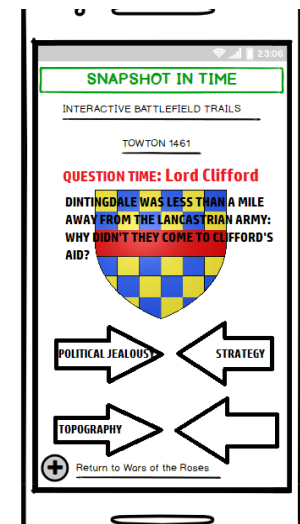 23:06
SNAPSHOT IN TIME
INTERACTIVE BATTLEFIELD TRAILS
TOWTON 1461
QUESTION TIME: Lord Clifford
DINTINGDALE WAS LESS THAN A MILE
AWAY FROM THE LANCASTRIAN ARMY:
WHY DIDN'T THEY COME TO CLIFFORD'S
AID?
POLITICAL JEALOUSY
STRATEGY
TOPOGRAPHY
Return to Wars of the Roses